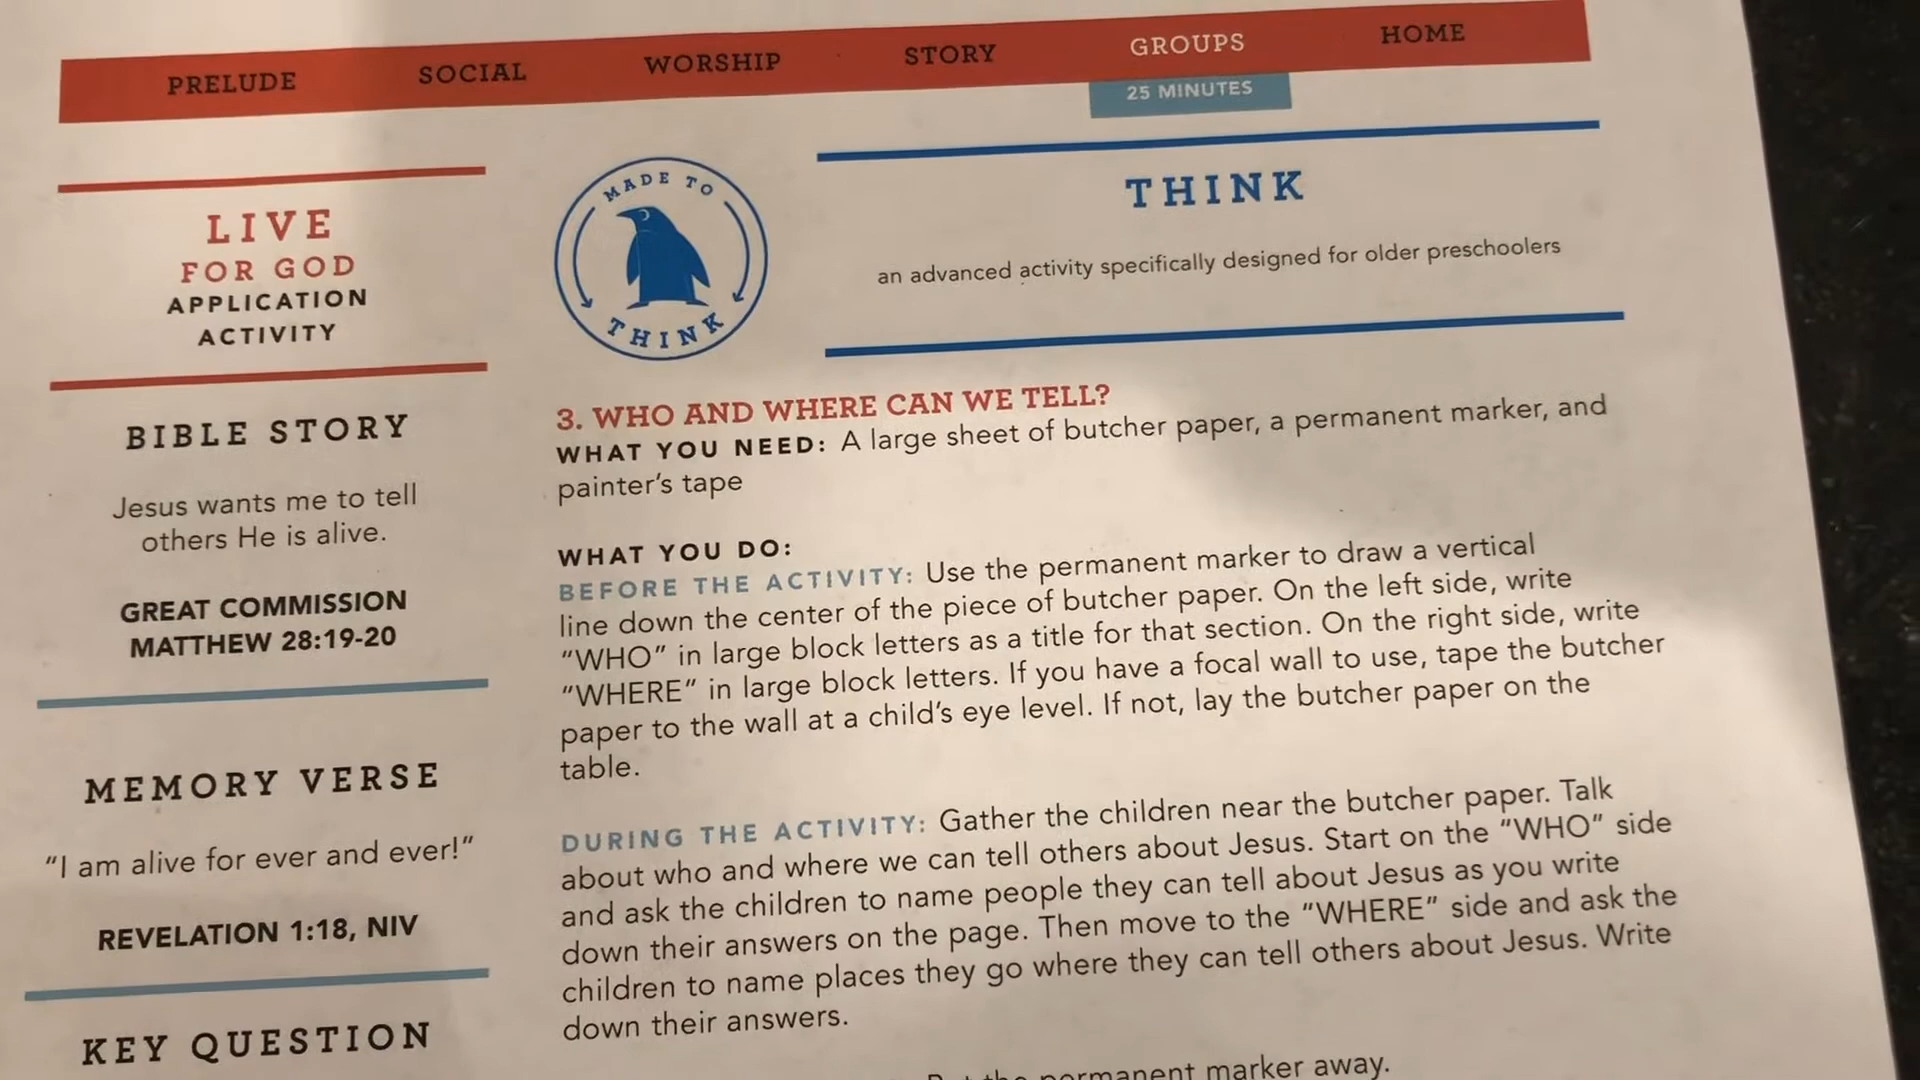 PRELUDE SOCIAL WORSHIP STORY GROUPS HOME
25 MINUTES
LIVE
FOR GOD
APPLICATION
ACTIVITY
BIBLE STORY
Jesus wants me to tell
others He is alive.
GREAT COMMISSION
MATTHEW 28:19-20
MEMORY VERSE
“I am alive for ever and ever!”
REVELATION 1:18, NIV
KEY QUESTION
MADE TO
THINK
THINK
an advanced activity specifically designed for older preschoolers
3. WHO AND WHERE CAN WE TELL?
WHAT YOU NEED: A large sheet of butcher paper, a permanent marker, and
painter’s tape
WHAT YOU DO:
BEFORE THE ACTIVITY: Use the permanent marker to draw a vertical
line down the center of the piece of butcher paper. On the left side, write
“WHO” in large block letters as a title for that section. On the right side, write
“WHERE” in large block letters. If you have a focal wall to use, tape the butcher
paper to the wall at a child’s eye level. If not, lay the butcher paper on the
table.
DURING THE ACTIVITY: Gather the children near the butcher paper. Talk
about who and where we can tell others about Jesus. Start on the “WHO” side
and ask the children to name people they can tell about Jesus as you write
down their answers on the page. Then move to the “WHERE” side and ask the
children to name places they go where they can tell others about Jesus. Write
down their answers.
the permanent marker away.